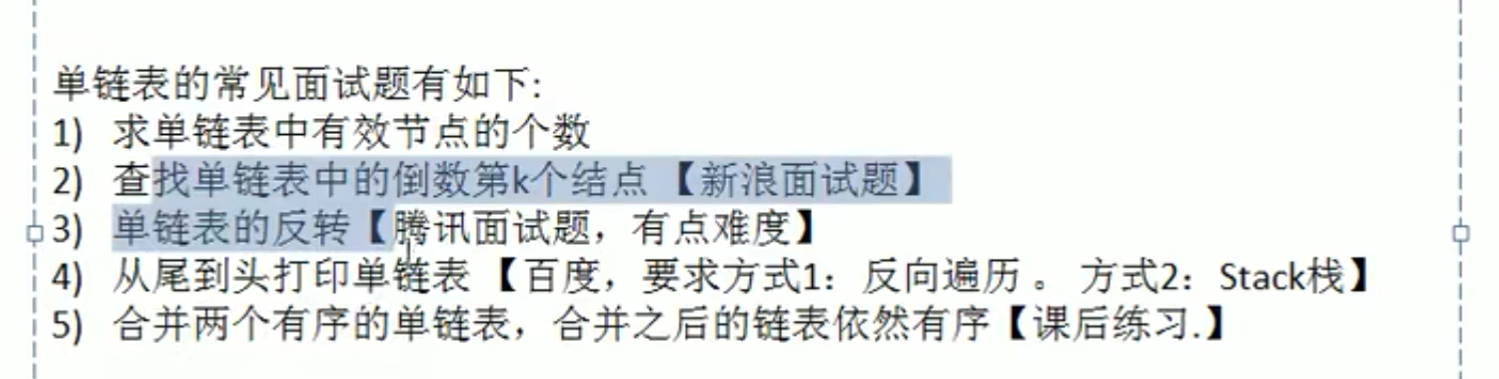 单链表的常见面试题有如下:
1) 求单链表中有效节点的个数
2) 查找单链表中的倒数第k个结点 【新浪面试题】
3) 单链表的反转【腾讯面试题，有点难度】
4) 从尾到头打印单链表 【百度，要求方式1：反向遍历 。 方式2：Stack栈】
5) 合并两个有序的单链表，合并之后的链表依然有序【课后练习.】